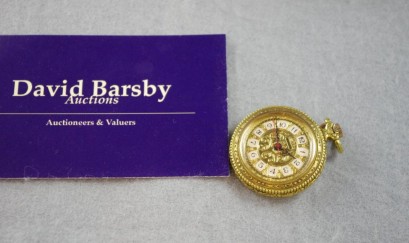 David Barsby
Auctions
Auctioneers & Valuers